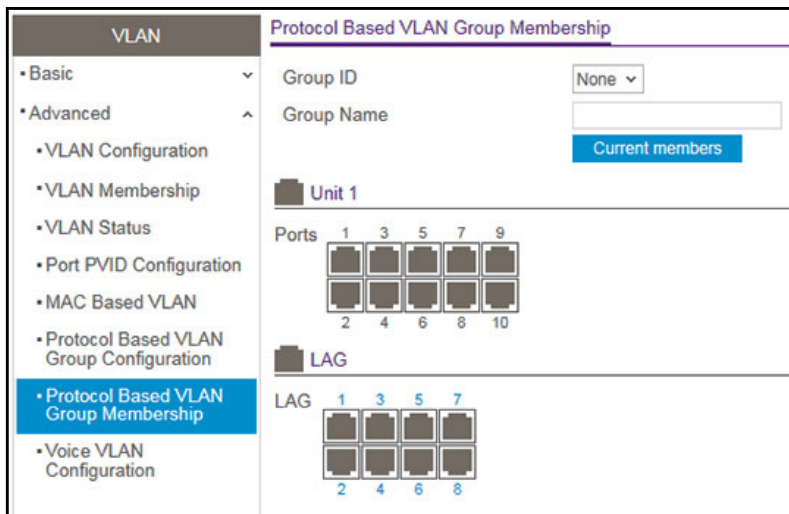 VLAN
Basic
Advanced
VLAN Configuration
VLAN Membership
VLAN Status
Port PVID Configuration
MAC Based VLAN
Protocol Based VLAN
Group Configuration
Protocol Based VLAN
Group Membership
Voice VLAN
Configuration
Protocol Based VLAN Group Membership
Group ID None
Group Name
Current members
Unit 1
Ports 1 3 5 7 9
2 4 6 8 10
LAG
LAG 1 3 5 7
2 4 6 8